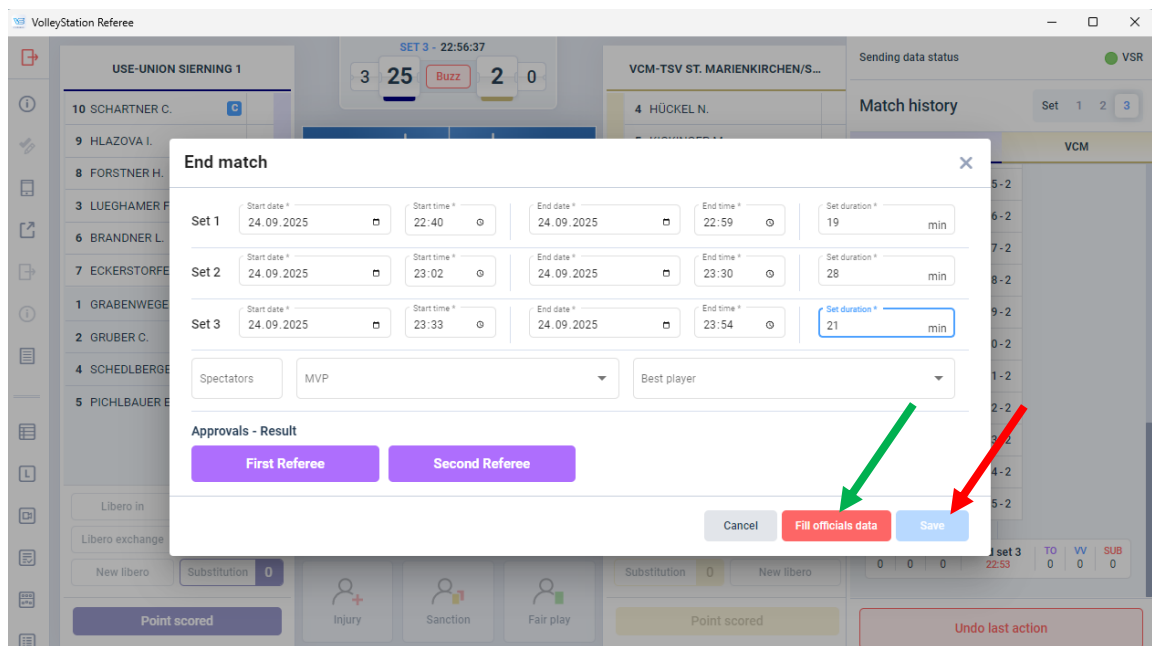 VolleyStation Referee
SET 3 - 22:56:37
USE-UNION SIERNING 1
3 25 Buzz 2 0
VCM-TSV ST. MARIENKIRCHEN/S...
Sending data status VSR
Match history Set 1 2 3
VCM
10 SCHARTNER C. C
9 HLAZOVA I.
8 FORSTNER H.
3 LUEGHAMER F
6 BRANDNER L.
7 ECKERSTORFE
1 GRABENWEGE
2 GRUBER C.
4 SCHEDLBERGE
5 PICHLBAUER E
4 HÜCKEL N.
End match
Start date * Start time * End date * End time * Set duration *
Set 1 24.09.2025 22:40 24.09.2025 22:59 19 min
Start date * Start time * End date * End time * Set duration *
Set 2 24.09.2025 23:02 24.09.2025 23:30 28 min
Start date * Start time * End date * End time * Set duration *
Set 3 24.09.2025 23:33 24.09.2025 23:54 21 min
Spectators MVP Best player
Approvals - Result
First Referee Second Referee
Cancel Fill officials data Save
5 - 2
6 - 2
7 - 2
8 - 2
9 - 2
0 - 2
1 - 2
2 - 2
3 - 2
4 - 2
5 - 2
Libero in
Libero exchange
New libero Substitution 0
Point scored
Injury Sanction Fair play
Substitution 0 New libero
Point scored
set 3 TO VV SUB
0 0 0 22:53 0 0 0
Undo last action
L